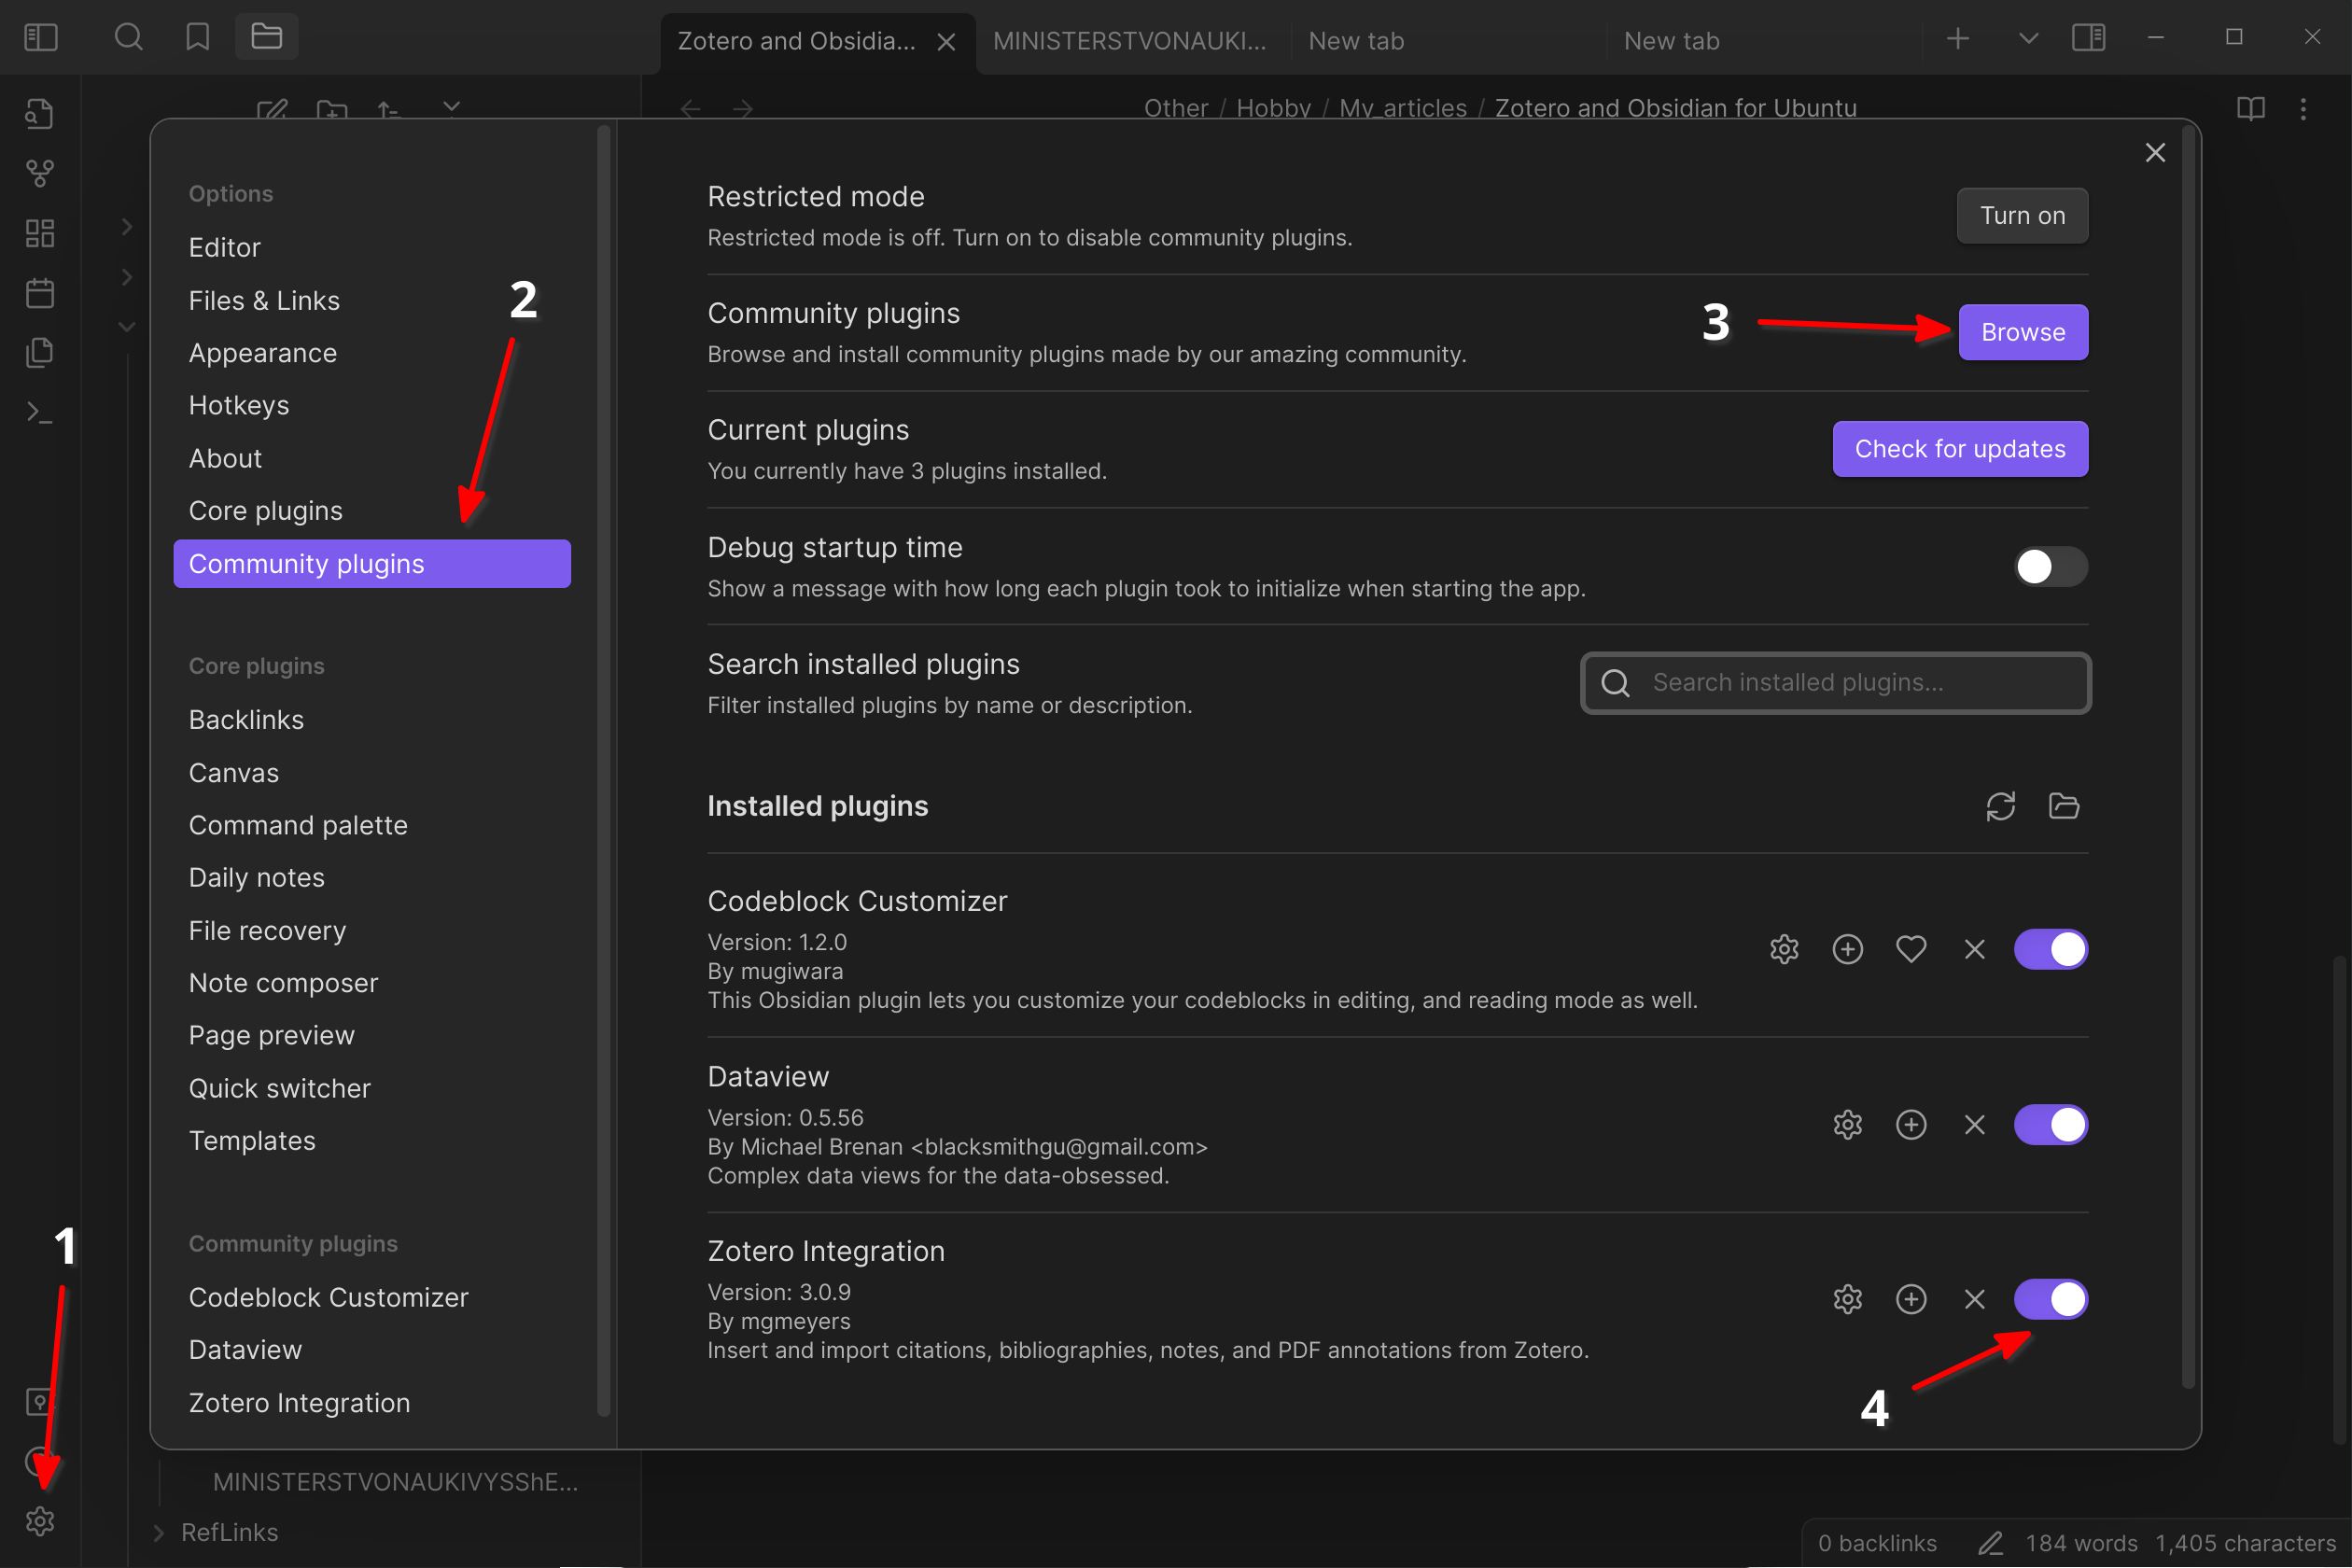 Zotero and Obsidia...
MINISTERSTVONAUKI...
New tab
New tab
Other / Hobby / My_articles / Zotero and Obsidian for Ubuntu
Options
Editor
Files & Links
Appearance
Hotkeys
About
Core plugins
Community plugins
Core plugins
Backlinks
Canvas
Command palette
Daily notes
File recovery
Note composer
Page preview
Quick switcher
Templates
Community plugins
Codeblock Customizer
Dataview
Zotero Integration
Restricted mode
Restricted mode is off. Turn on to disable community plugins.
Turn on
Community plugins
Browse and install community plugins made by our amazing community.
Browse
Current plugins
You currently have 3 plugins installed.
Check for updates
Debug startup time
Show a message with how long each plugin took to initialize when starting the app.
Search installed plugins
Filter installed plugins by name or description.
Search installed plugins...
Installed plugins
Codeblock Customizer
Version: 1.2.0
By mugiwara
This Obsidian plugin lets you customize your codeblocks in editing, and reading mode as well.
Dataview
Version: 0.5.56
By Michael Brenan <blacksmithgu@gmail.com>
Complex data views for the data-obsessed.
Zotero Integration
Version: 3.0.9
By mgmeyers
Insert and import citations, bibliographies, notes, and PDF annotations from Zotero.
1
2
3
4
MINISTERSTVONAUKIVYSShE...
RefLinks
0 backlinks
184 words
1,405 characters